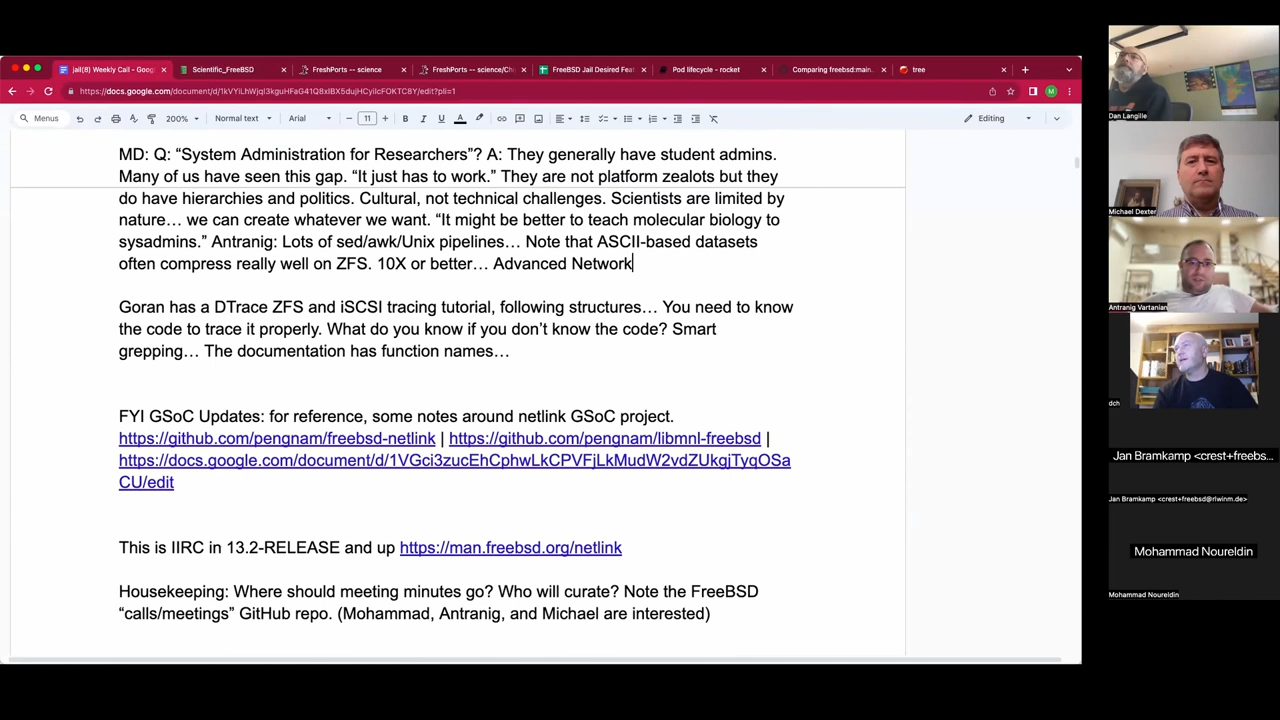 jail(8) Weekly Call - Goog
Scientific_FreeBSD
FreshPorts -- science
FreshPorts -- science/Ch
FreeBSD Jail Desired Feat
Pod lifecycle - rocket
Comparing freebsd:main.
tree
Menus
200%
Normal text
Arial
11
Editing
MD: Q: “System Administration for Researchers”? A: They generally have student admins.
Many of us have seen this gap. “It just has to work.” They are not platform zealots but they
do have hierarchies and politics. Cultural, not technical challenges. Scientists are limited by
nature… we can create whatever we want. “It might be better to teach molecular biology to
sysadmins.” Antranig: Lots of sed/awk/Unix pipelines… Note that ASCII-based datasets
often compress really well on ZFS. 10X or better… Advanced Network
Goran has a DTrace ZFS and iSCSI tracing tutorial, following structures… You need to know
the code to trace it properly. What do you know if you don’t know the code? Smart
grepping… The documentation has function names…
FYI GSoC Updates: for reference, some notes around netlink GSoC project.
https://github.com/pengnam/freebsd-netlink | https://github.com/pengnam/libmnl-freebsd |
https://docs.google.com/document/d/1VGci3zucEhCphwLkCPVFjLkMudW2vdZUkgjTyqOSa
CU/edit
This is IIRC in 13.2-RELEASE and up https://man.freebsd.org/netlink
Housekeeping: Where should meeting minutes go? Who will curate? Note the FreeBSD
“calls/meetings” GitHub repo. (Mohammad, Antranig, and Michael are interested)
Dan Langille
Michael Dexter
Antranig Vartanian
dch
Jan Bramkamp <crest+freebs...
Jan Bramkamp <crest+freebsd@rlwinm.de>
Mohammad Noureldin
Mohammad Noureldin